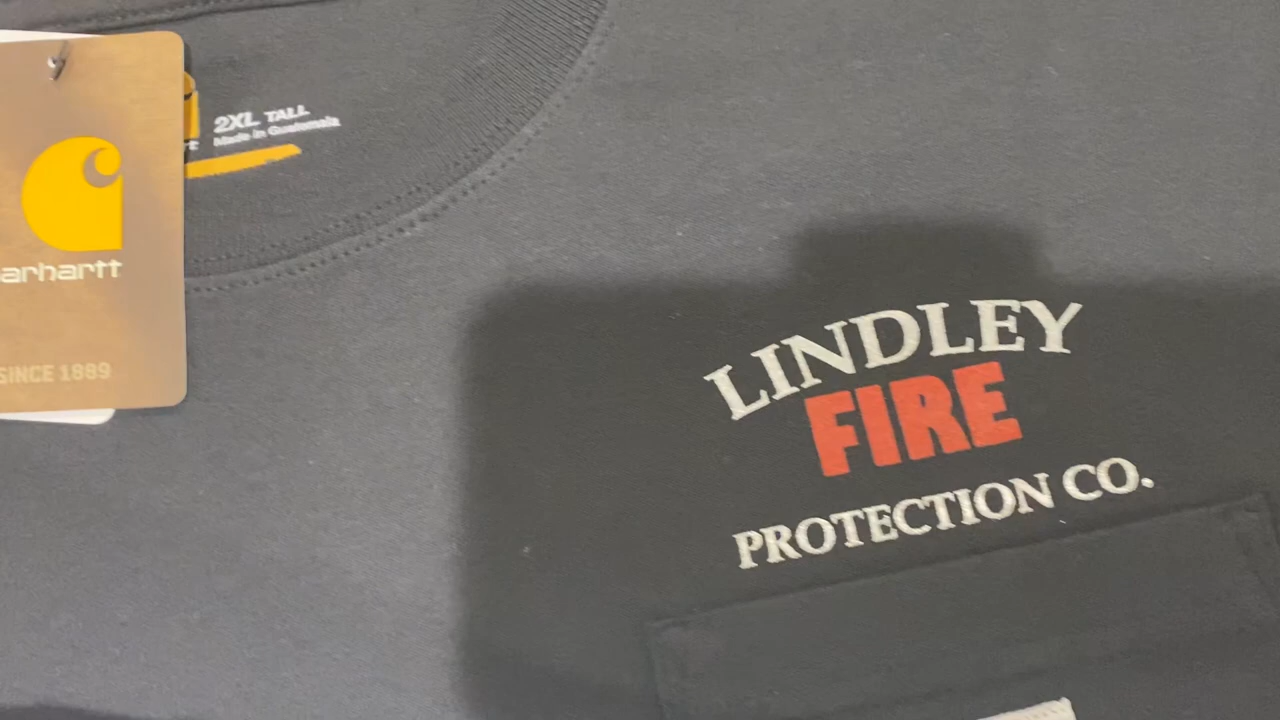 arhartt
SINCE 1889
2XL TALL
Made in Guatemala
LINDLEY
FIRE
PROTECTION CO.